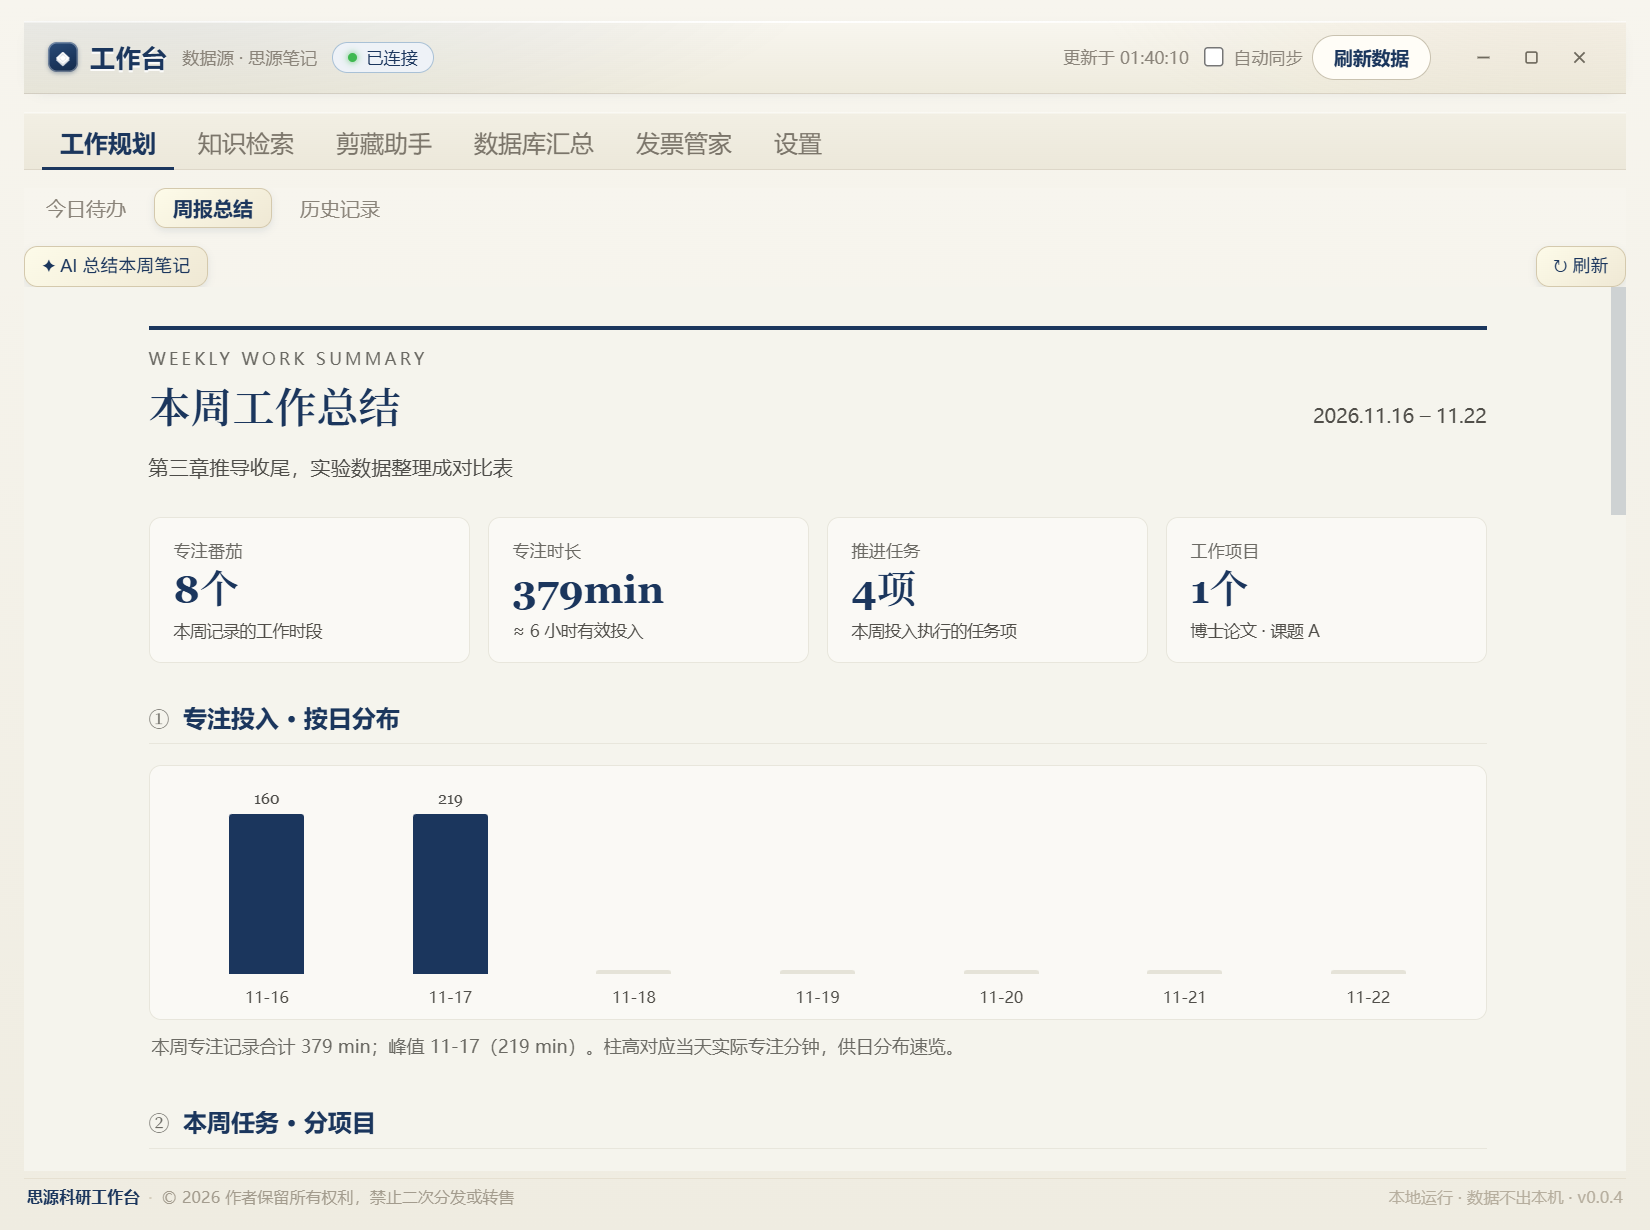 工作台 数据源 · 思源笔记 已连接 更新于 01:40:10 自动同步 刷新数据
工作规划 知识检索 剪藏助手 数据库汇总 发票管家 设置
今日待办 周报总结 历史记录
✦ AI 总结本周笔记 ↻ 刷新
WEEKLY WORK SUMMARY
本周工作总结
2026.11.16 – 11.22
第三章推导收尾，实验数据整理成对比表
专注番茄 专注时长 推进任务 工作项目
8个 379min 4项 1个
本周记录的工作时段 ≈ 6 小时有效投入 本周投入执行的任务项 博士论文 · 课题 A
① 专注投入 · 按日分布
160 219
11-16 11-17 11-18 11-19 11-20 11-21 11-22
本周专注记录合计 379 min；峰值 11-17（219 min）。柱高对应当天实际专注分钟，供日分布速览。
② 本周任务 · 分项目
思源科研工作台 · © 2026 作者保留所有权利，禁止二次分发或转售 本地运行 · 数据不出本机 · v0.0.4